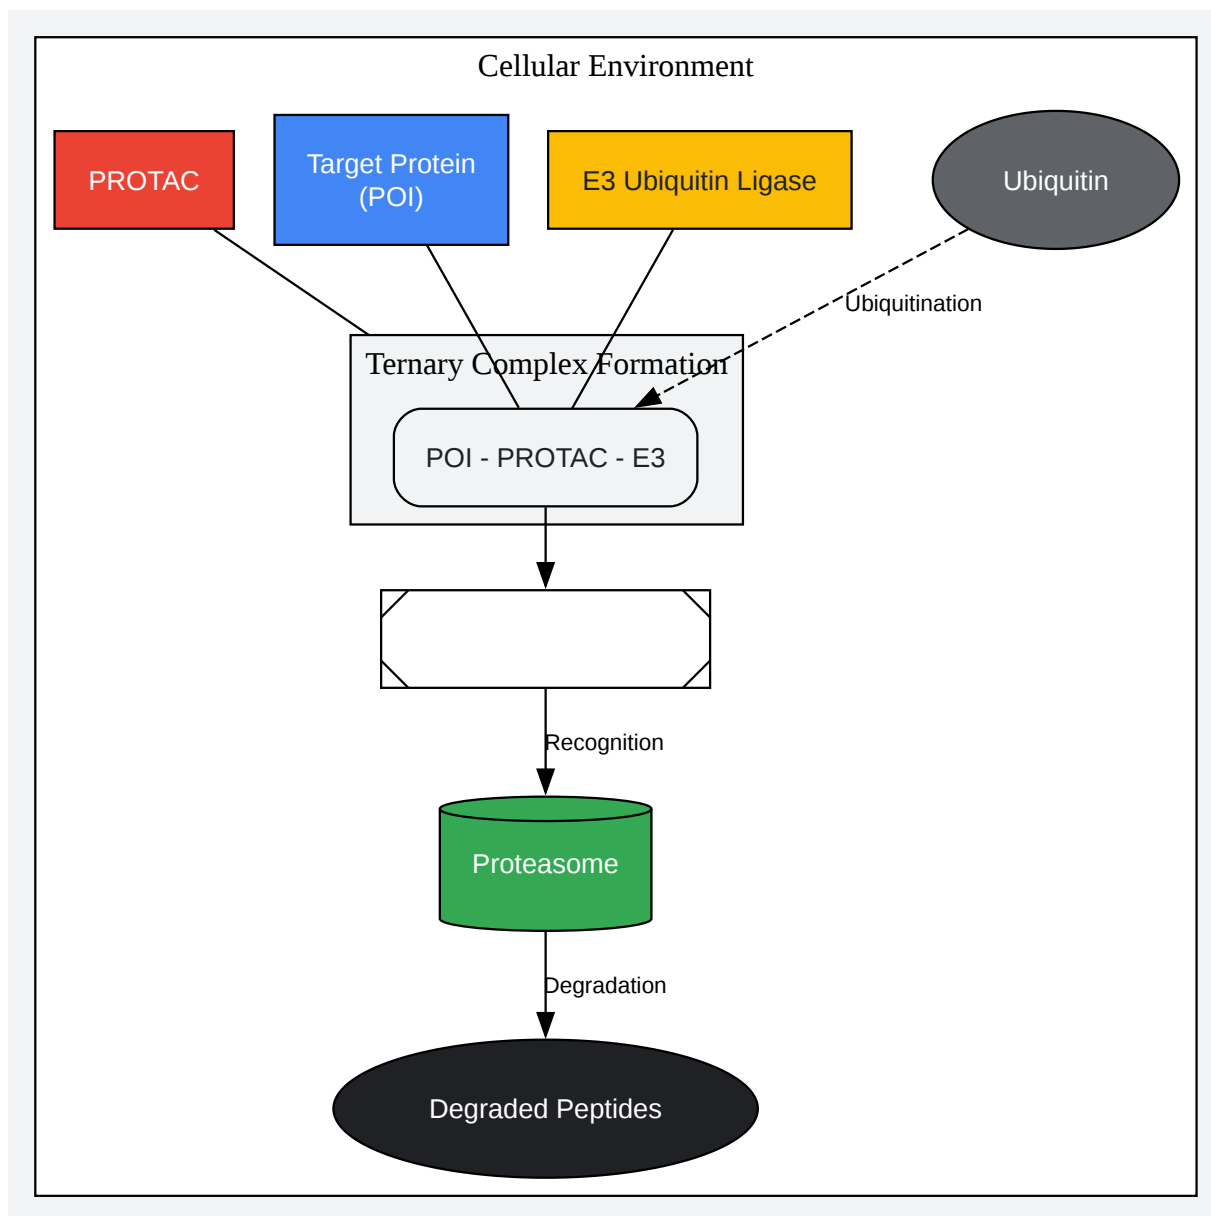 Cellular Environment
PROTAC
Target Protein
(POI)
E3 Ubiquitin Ligase
Ubiquitin
Ubiquitination
Ternary Complex Formation
POI - PROTAC - E3
Recognition
Proteasome
Degradation
Degraded Peptides